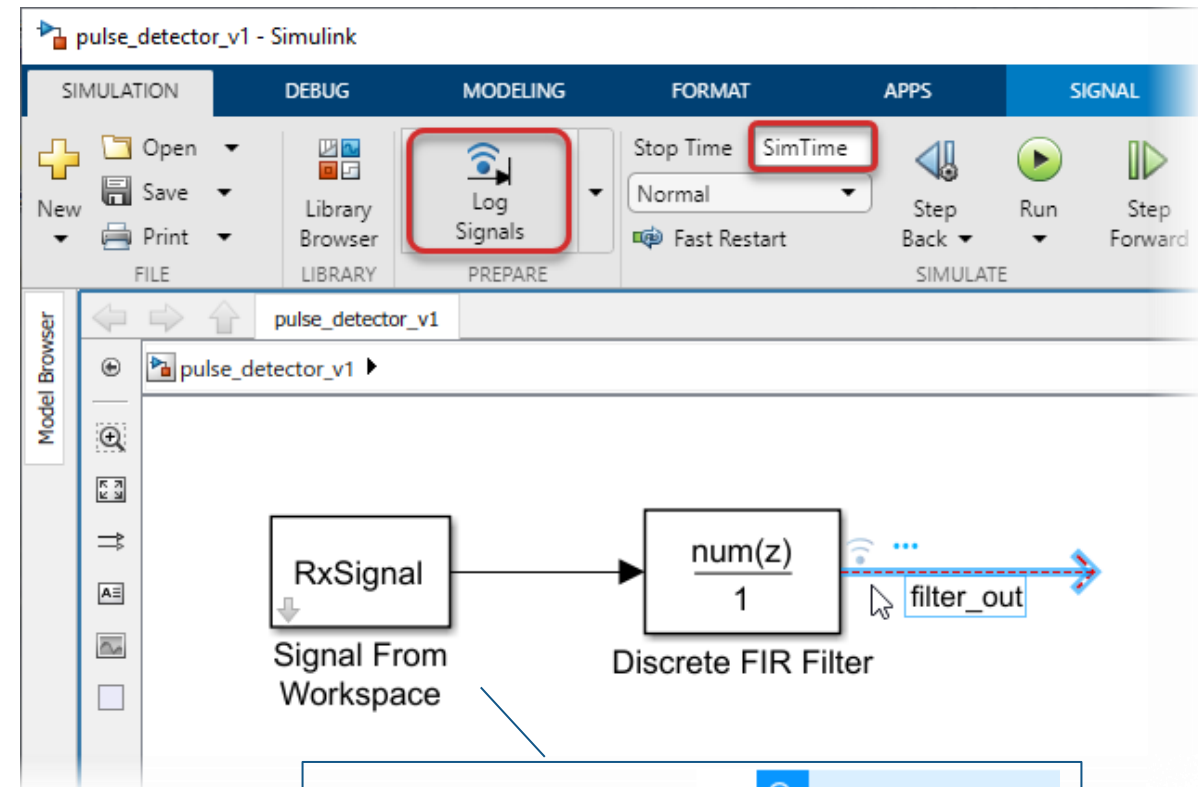 pulse_detector_v1 - Simulink
SIMULATION DEBUG MODELING FORMAT APPS SIGNAL
New
Open
Save
Print
FILE
Library
Browser
LIBRARY
Log
Signals
PREPARE
Stop Time SimTime
Normal
Fast Restart
Step
Back
Run
Step
Forward
SIMULATE
Model Browser
pulse_detector_v1
pulse_detector_v1
RxSignal
Signal From
Workspace
num(z)
1
Discrete FIR Filter
filter_out